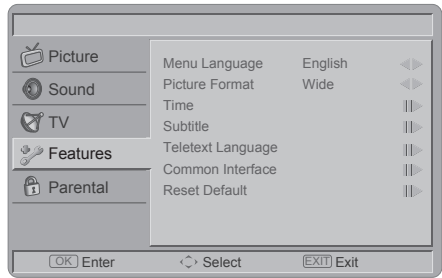 Picture
Sound
TV
Features
Parental
Menu Language English
Picture Format Wide
Time
Subtitle
Teletext Language
Common Interface
Reset Default
OK Enter Select EXIT Exit